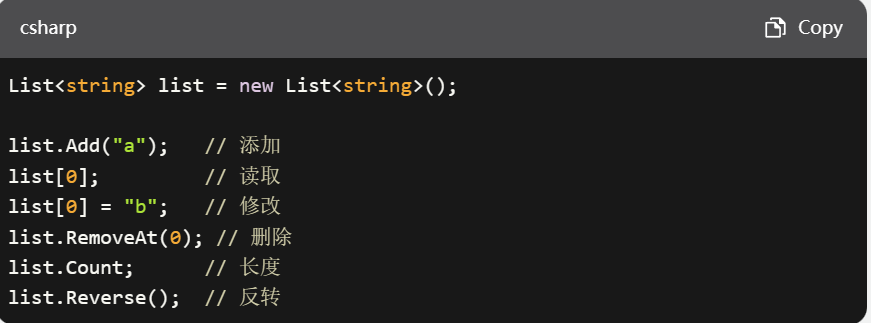 csharp
Copy
List<string> list = new List<string>();
list.Add("a");   // 添加
list[0];         // 读取
list[0] = "b";   // 修改
list.RemoveAt(0); // 删除
list.Count;      // 长度
list.Reverse();  // 反转